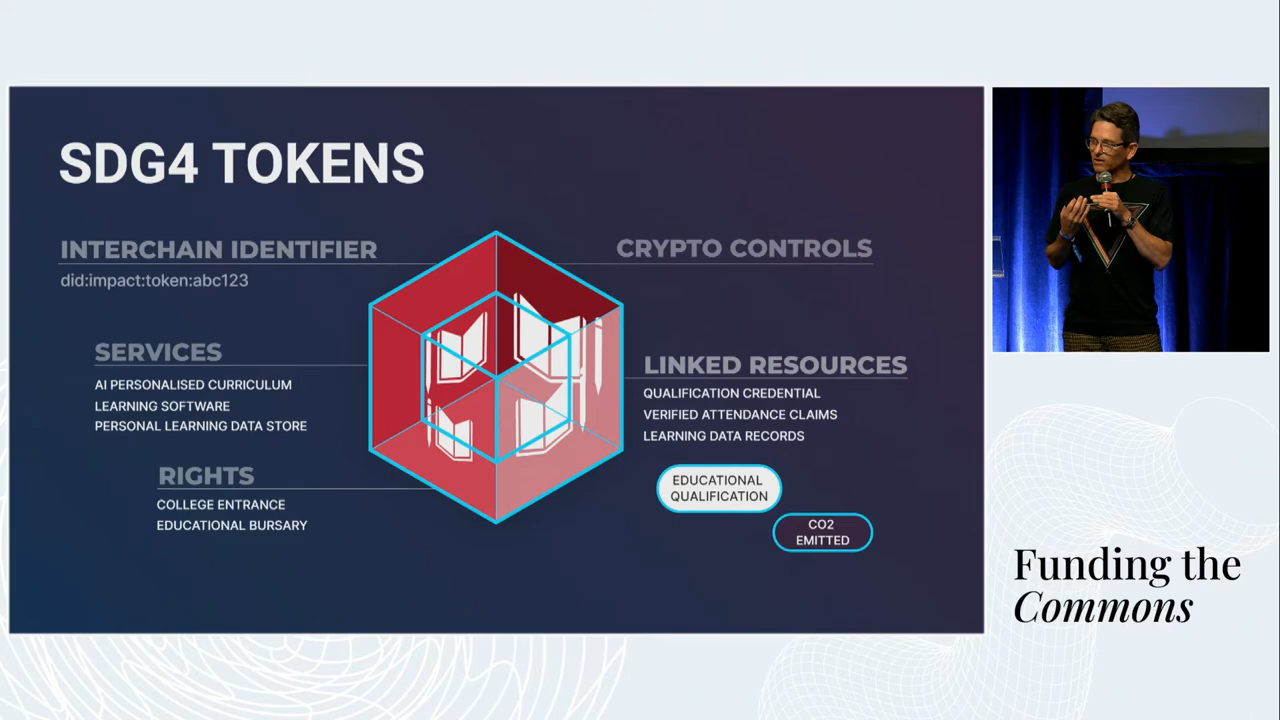 SDG4 TOKENS
INTERCHAIN IDENTIFIER
did:impact:token:abc123
CRYPTO CONTROLS
SERVICES
AI PERSONALISED CURRICULUM
LEARNING SOFTWARE
PERSONAL LEARNING DATA STORE
LINKED RESOURCES
QUALIFICATION CREDENTIAL
VERIFIED ATTENDANCE CLAIMS
LEARNING DATA RECORDS
RIGHTS
COLLEGE ENTRANCE
EDUCATIONAL BURSARY
EDUCATIONAL
QUALIFICATION
CO2
EMITTED
Funding the
Commons